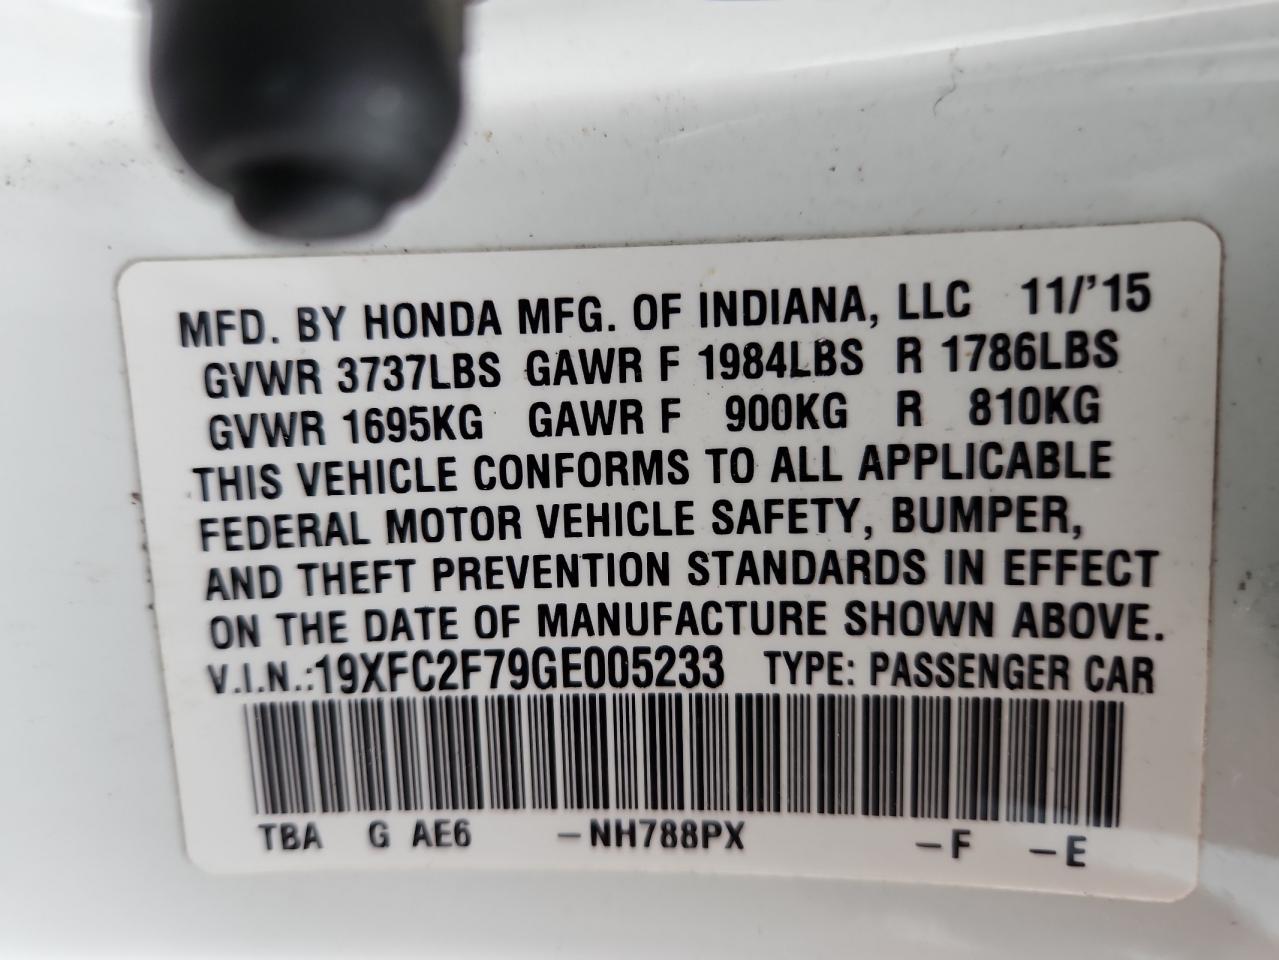 MFD. BY HONDA MFG. OF INDIANA, LLC 11/'15
GVWR 3737LBS GAWR F 1984LBS R 1786LBS
GVWR 1695KG GAWR F 900KG R 810KG
THIS VEHICLE CONFORMS TO ALL APPLICABLE
FEDERAL MOTOR VEHICLE SAFETY, BUMPER,
AND THEFT PREVENTION STANDARDS IN EFFECT
ON THE DATE OF MANUFACTURE SHOWN ABOVE.
V.I.N.:19XFC2F79GE005233 TYPE: PASSENGER CAR
TBA G AE6 –NH788PX –F –E